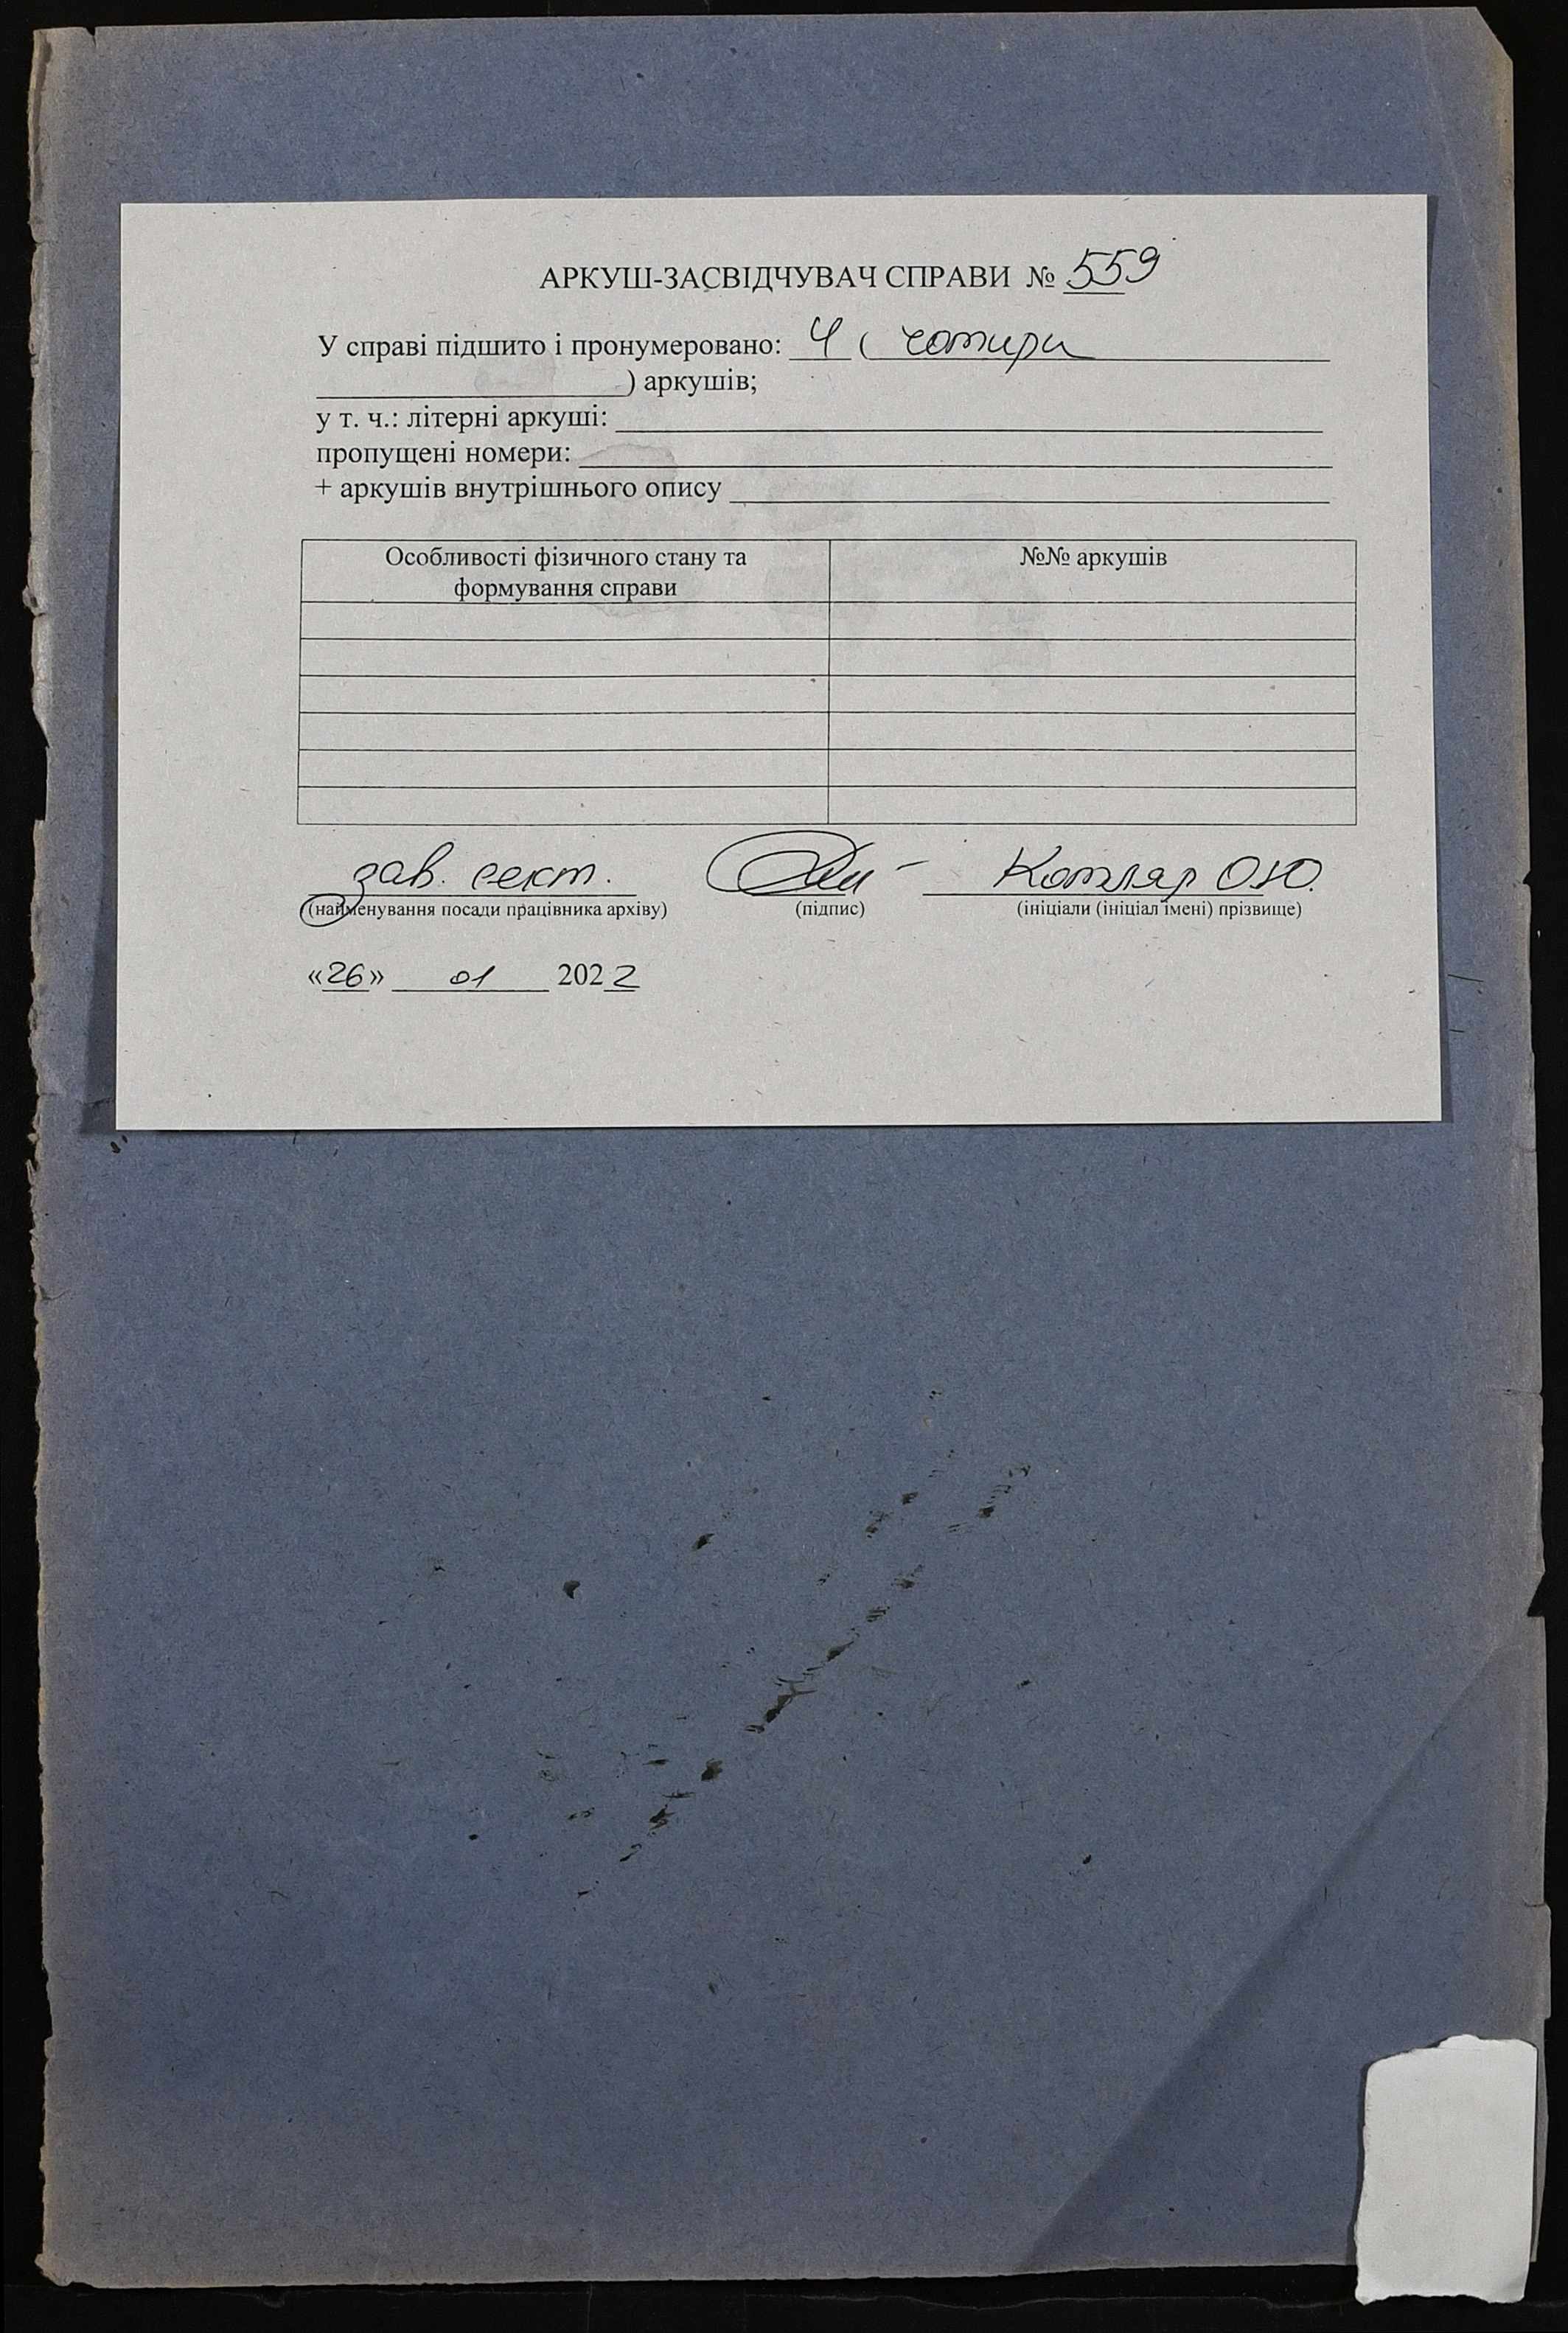 АРКУШ-ЗАСВІДЧУВАЧ СПРАВИ № 559
У справі підшито і пронумеровано: 4 ( чотири
) аркушів;
у т. ч.: літерні аркуші:
пропущені номери:
+ аркушів внутрішнього опису
Особливості фізичного стану та №№ аркушів
формування справи
зав. сект. Котляр О.Ю.
(найменування посади працівника архіву) (підпис) (ініціали (ініціал імені) прізвище)
«26» 01 2022